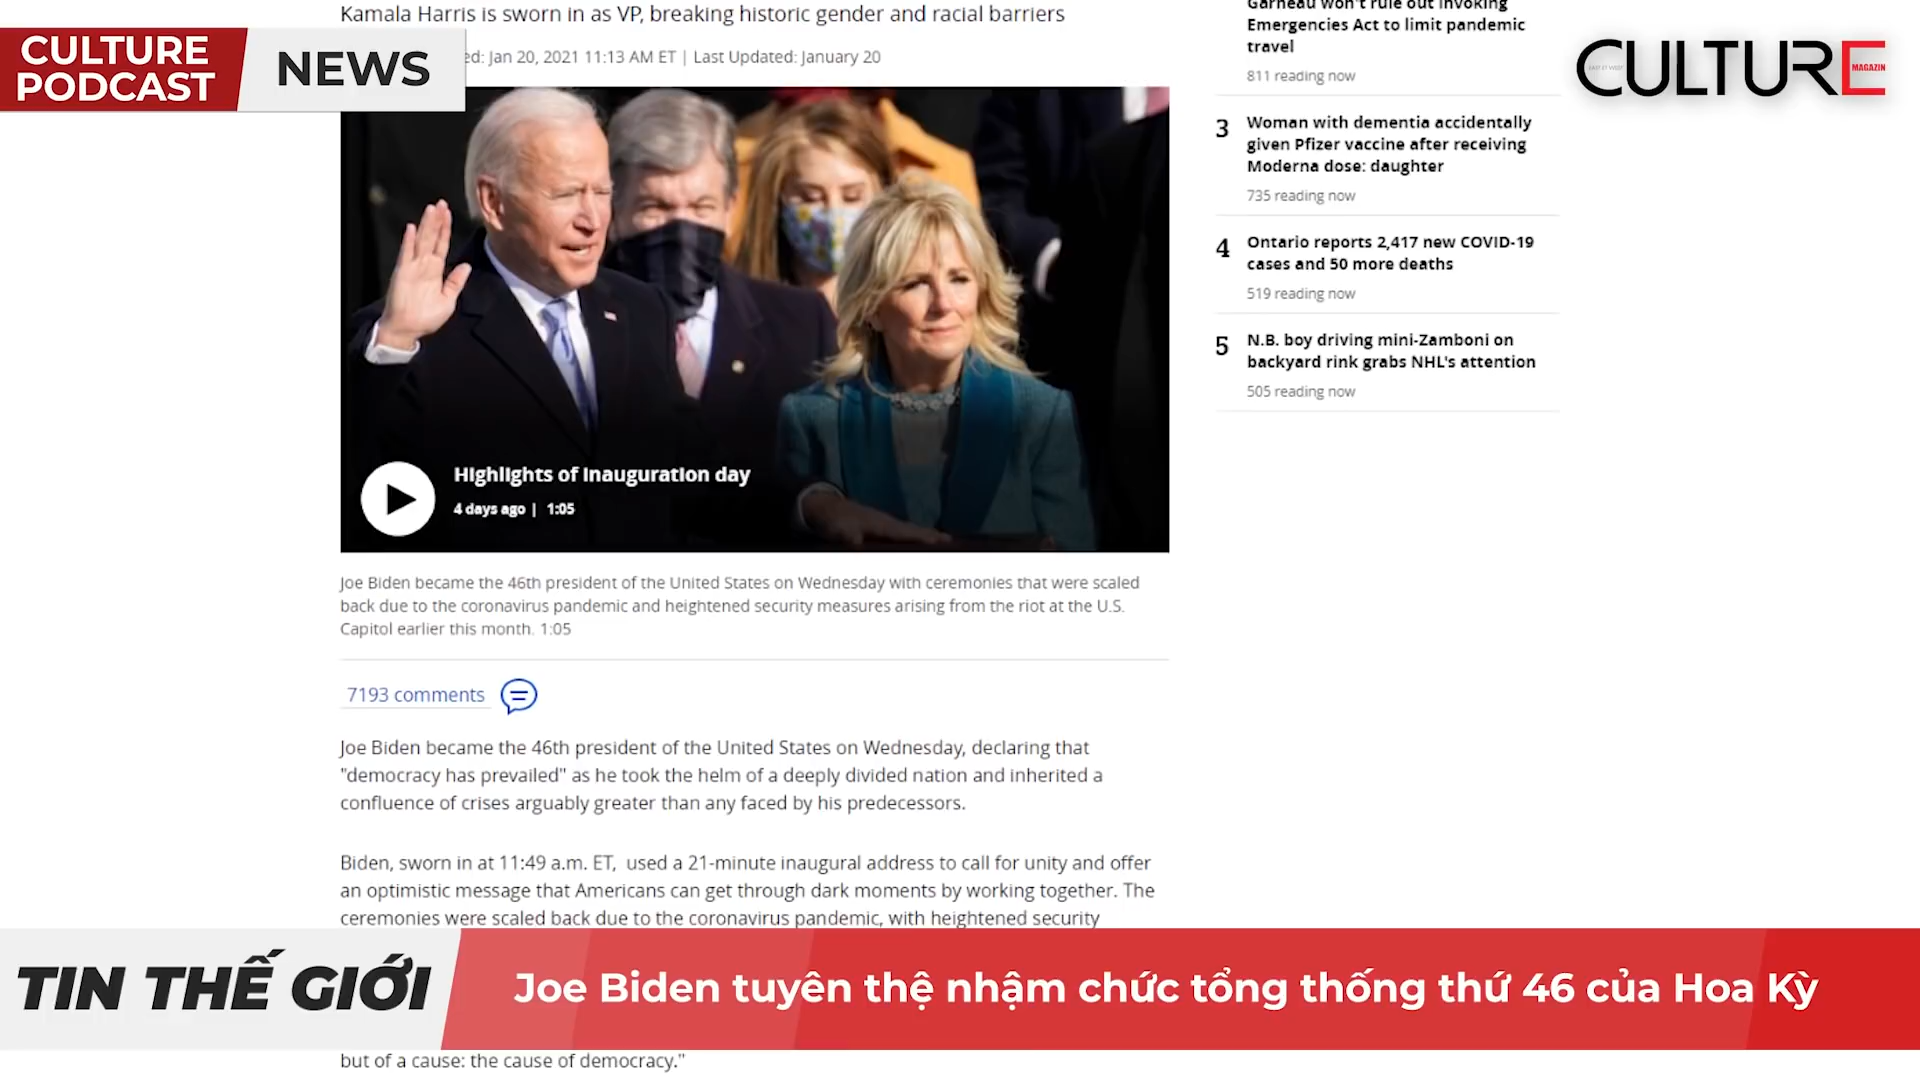 Kamala Harris is sworn in as VP, breaking historic gender and racial barriers
CULTURE
PODCAST
NEWS
ed: Jan 20, 2021 11:13 AM ET | Last Updated: January 20
Highlights of inauguration day
4 days ago | 1:05
Joe Biden became the 46th president of the United States on Wednesday with ceremonies that were scaled
back due to the coronavirus pandemic and heightened security measures arising from the riot at the U.S.
Capitol earlier this month. 1:05
7193 comments
Joe Biden became the 46th president of the United States on Wednesday, declaring that
"democracy has prevailed" as he took the helm of a deeply divided nation and inherited a
confluence of crises arguably greater than any faced by his predecessors.
Biden, sworn in at 11:49 a.m. ET, used a 21-minute inaugural address to call for unity and offer
an optimistic message that Americans can get through dark moments by working together. The
ceremonies were scaled back due to the coronavirus pandemic, with heightened security
Garneau won't rule out invoking
Emergencies Act to limit pandemic
travel
811 reading now
3 Woman with dementia accidentally
given Pfizer vaccine after receiving
Moderna dose: daughter
735 reading now
4 Ontario reports 2,417 new COVID-19
cases and 50 more deaths
519 reading now
5 N.B. boy driving mini-Zamboni on
backyard rink grabs NHL's attention
505 reading now
CULTURE
MAGAZIN
TIN THẾ GIỚI
Joe Biden tuyên thệ nhậm chức tổng thống thứ 46 của Hoa Kỳ
but of a cause: the cause of democracy."